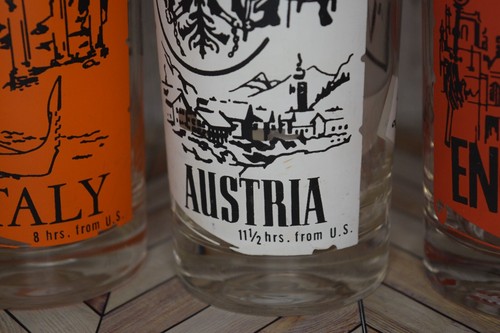 ITALY
8 hrs. from U.S.
AUSTRIA
11½ hrs. from U.S.
EN